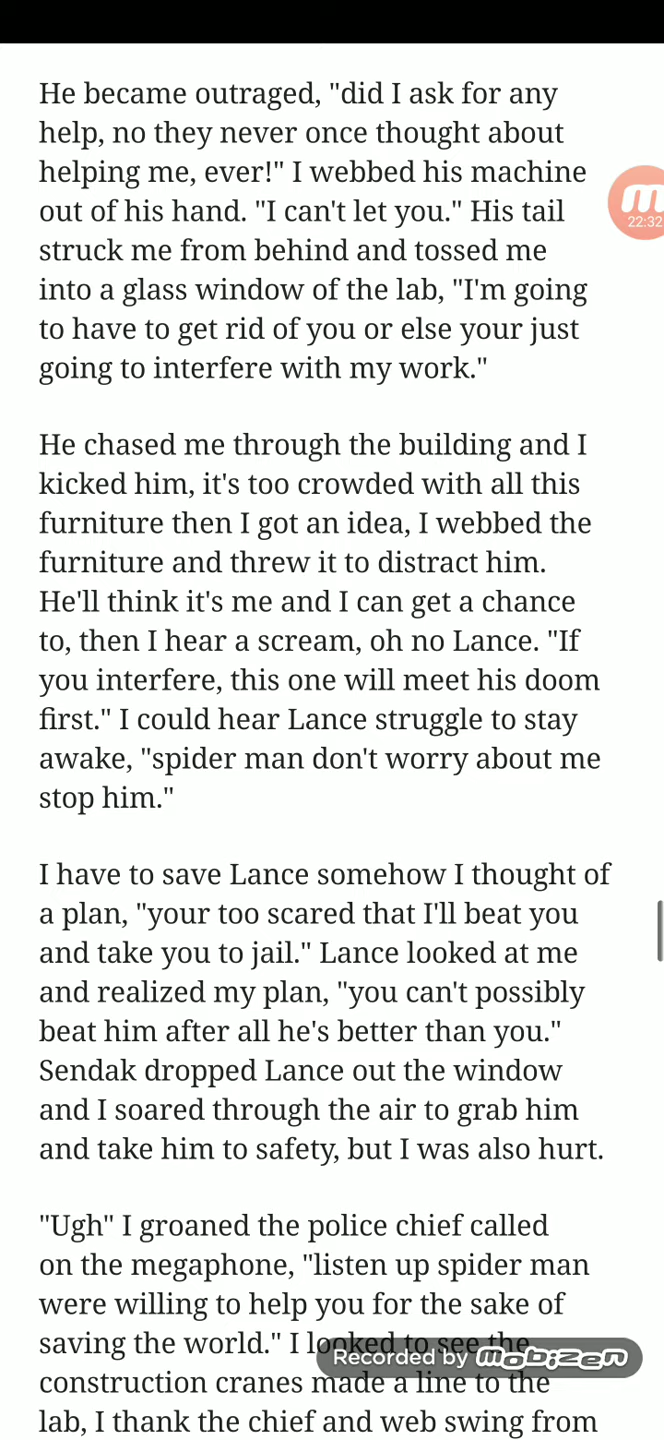 He became outraged, "did I ask for any
help, no they never once thought about
helping me, ever!" I webbed his machine
out of his hand. "I can't let you." His tail
struck me from behind and tossed me
into a glass window of the lab, "I'm going
to have to get rid of you or else your just
going to interfere with my work."
22:32
He chased me through the building and I
kicked him, it's too crowded with all this
furniture then I got an idea, I webbed the
furniture and threw it to distract him.
He'll think it's me and I can get a chance
to, then I hear a scream, oh no Lance. "If
you interfere, this one will meet his doom
first." I could hear Lance struggle to stay
awake, "spider man don't worry about me
stop him."
I have to save Lance somehow I thought of
a plan, "your too scared that I'll beat you
and take you to jail." Lance looked at me
and realized my plan, "you can't possibly
beat him after all he's better than you."
Sendak dropped Lance out the window
and I soared through the air to grab him
and take him to safety, but I was also hurt.
"Ugh" I groaned the police chief called
on the megaphone, "listen up spider man
were willing to help you for the sake of
saving the world." I looked to see the
Recorded by mobizen
construction cranes made a line to the
lab, I thank the chief and web swing from